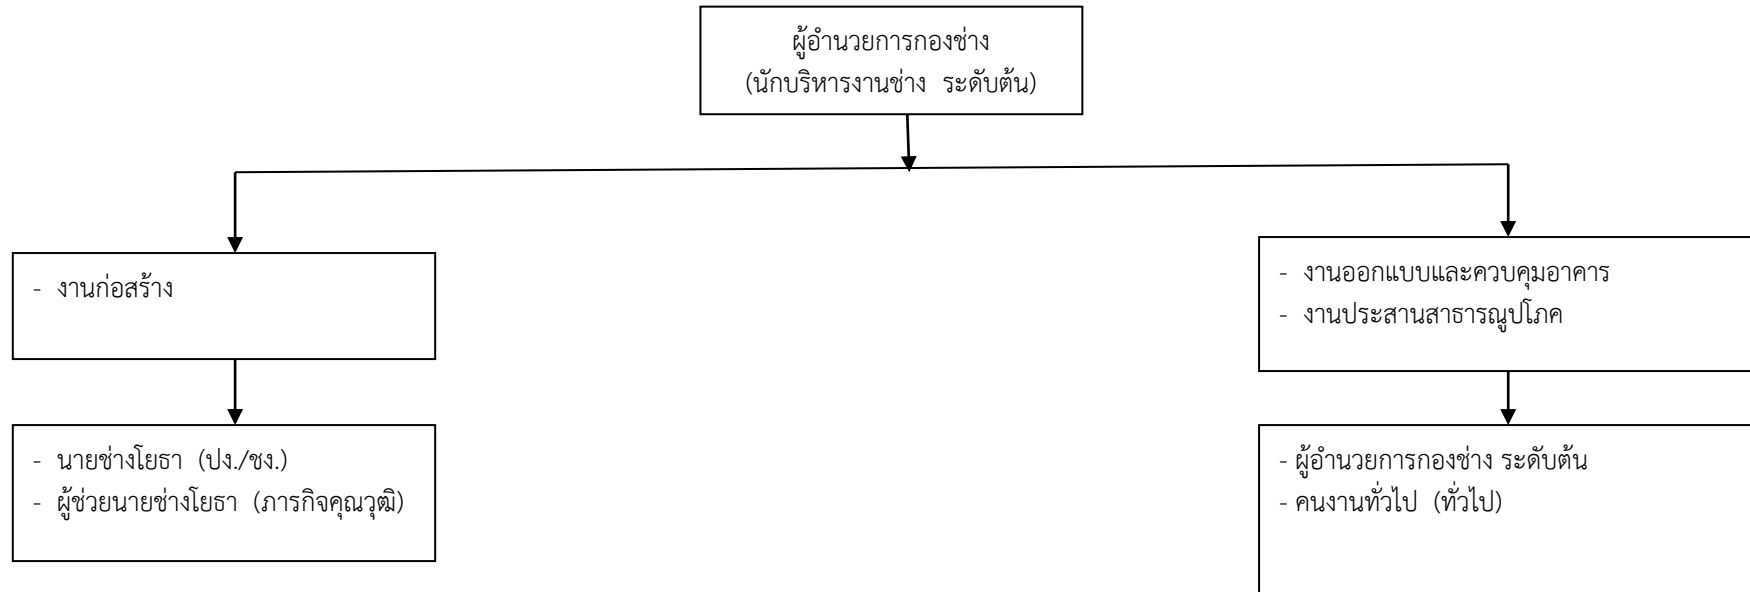 ผู้อำนวยการกองช่าง
(นักบริหารงานช่าง ระดับต้น)
- งานก่อสร้าง
- งานออกแบบและควบคุมอาคาร
- งานประสานสาธารณูปโภค
- นายช่างโยธา (ปง./ชง.)
- ผู้ช่วยนายช่างโยธา (ภารกิจคุณวุฒิ)
- ผู้อำนวยการกองช่าง ระดับต้น
- คนงานทั่วไป (ทั่วไป)